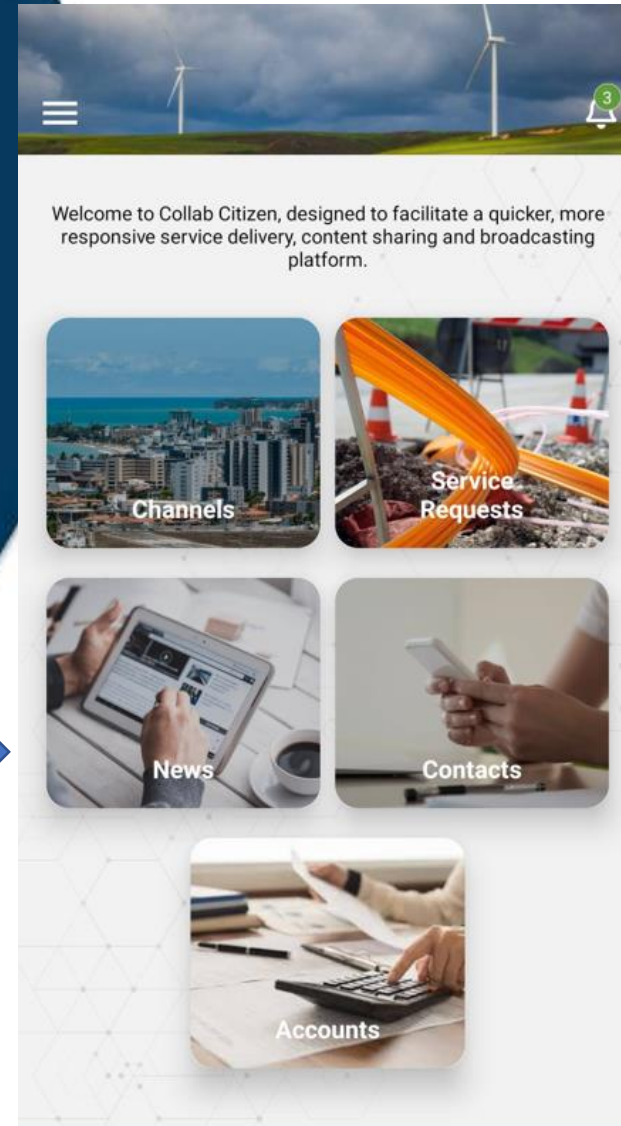 3
Welcome to Collab Citizen, designed to facilitate a quicker, more
responsive service delivery, content sharing and broadcasting
platform.
Channels
Service
Requests
News
Contacts
Accounts